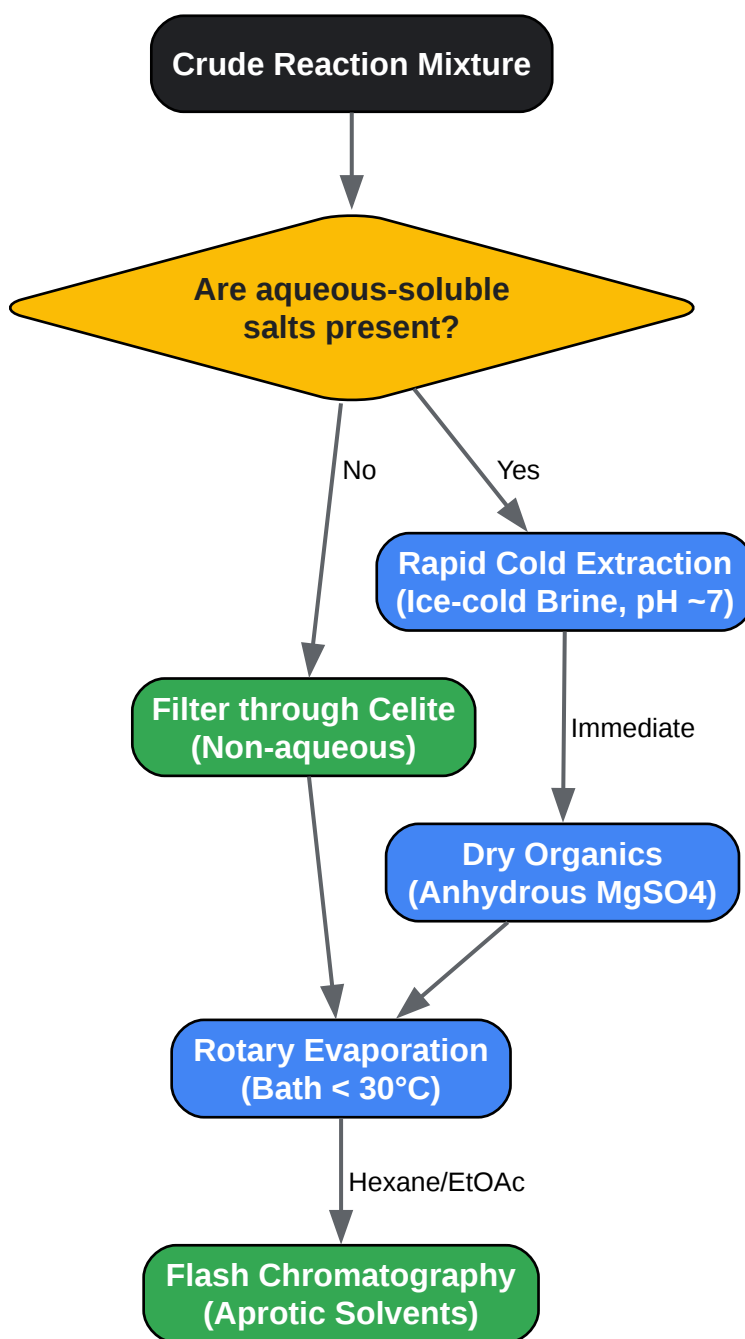 Crude Reaction Mixture
Are aqueous-soluble
salts present?
No
Yes
Rapid Cold Extraction
(Ice-cold Brine, pH ~7)
Filter through Celite
(Non-aqueous)
Immediate
Dry Organics
(Anhydrous MgSO4)
Rotary Evaporation
(Bath < 30°C)
Hexane/EtOAc
Flash Chromatography
(Aprotic Solvents)